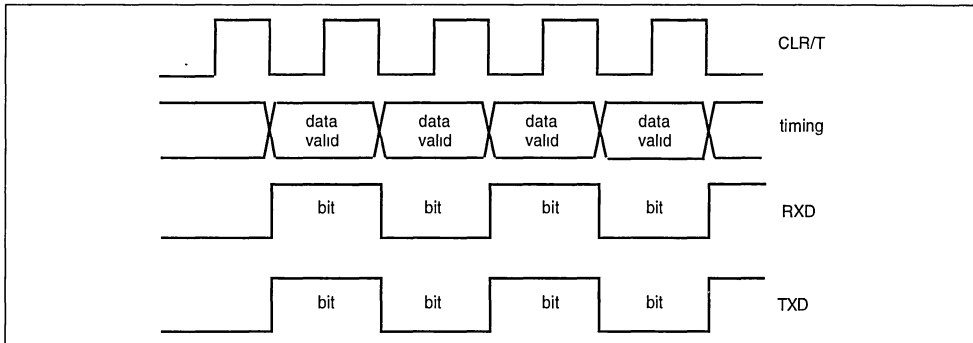 CLR/T
data data data data
valid valid valid valid
timing
bit bit bit bit
RXD
bit bit bit bit
TXD